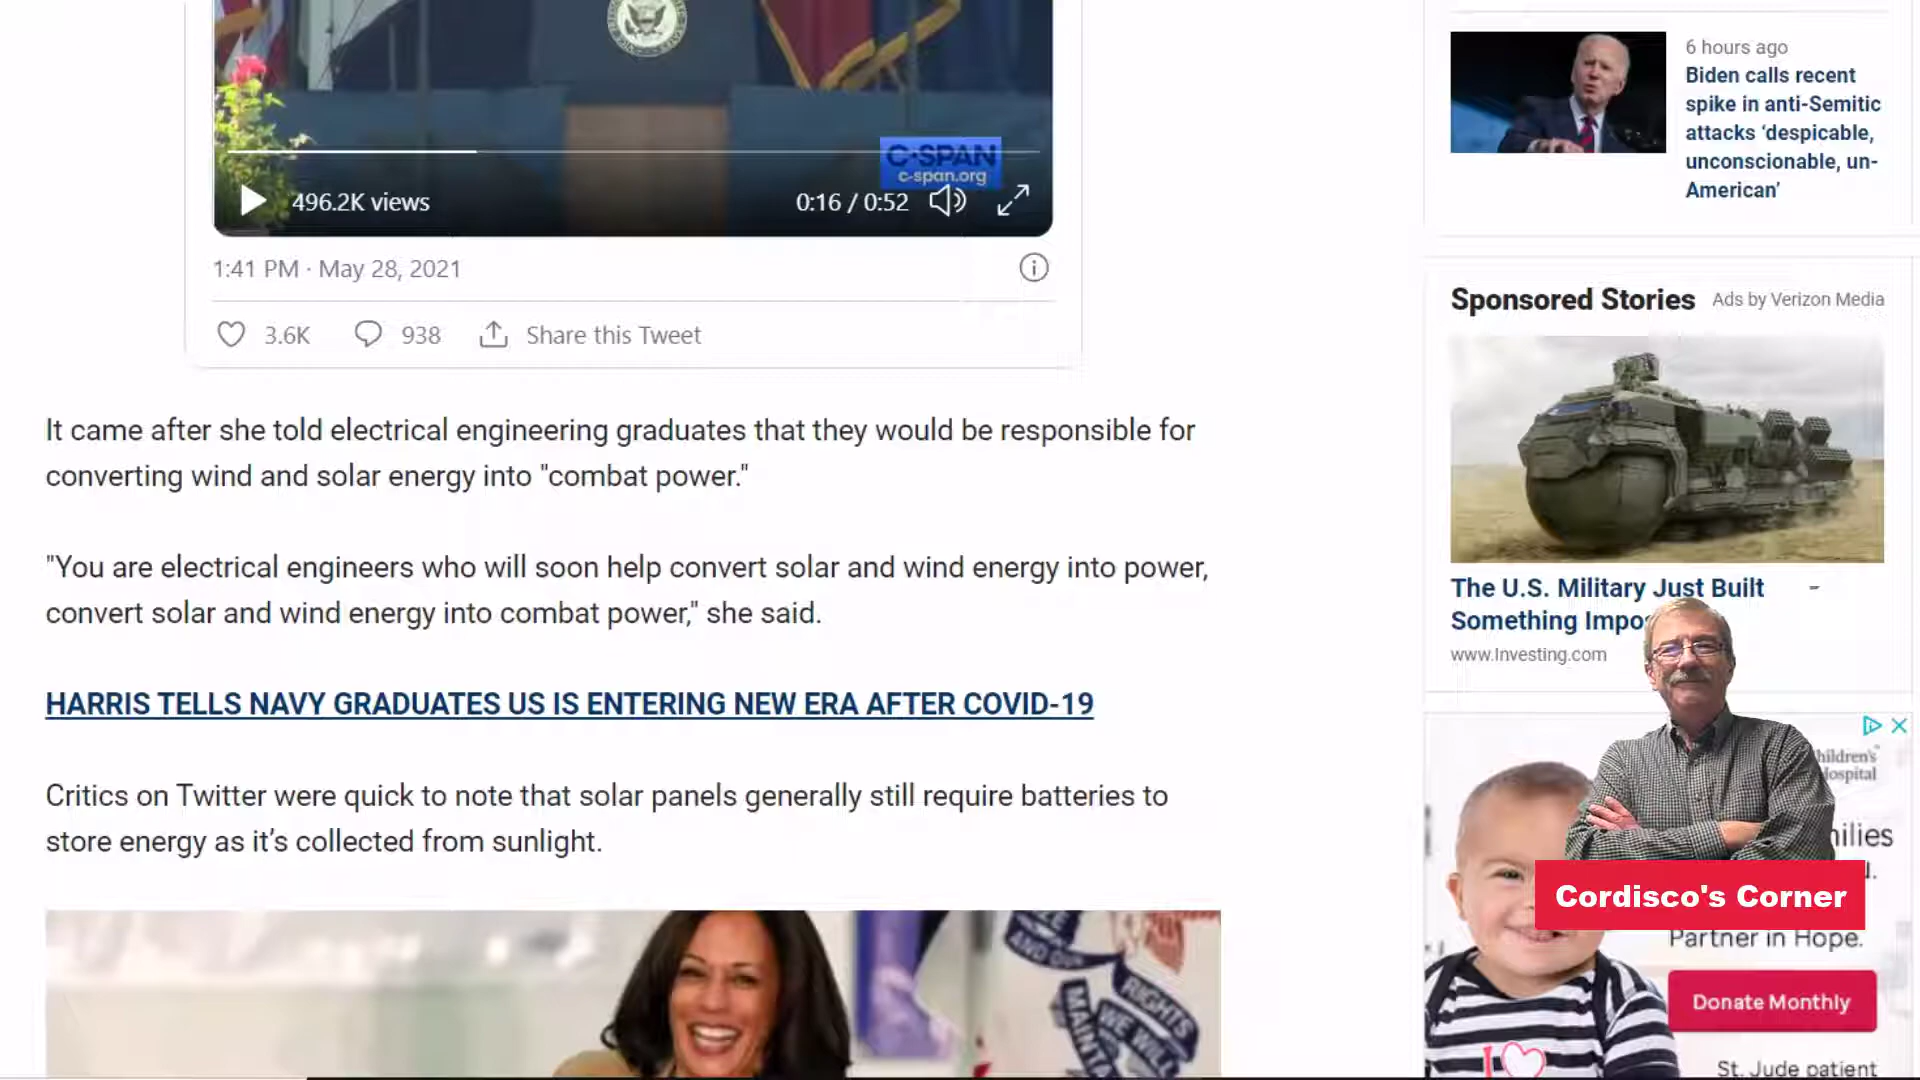 C-SPAN
c-span.org
496.2K views
0:16 / 0:52
1:41 PM · May 28, 2021
3.6K 938 Share this Tweet
It came after she told electrical engineering graduates that they would be responsible for
converting wind and solar energy into "combat power."
"You are electrical engineers who will soon help convert solar and wind energy into power,
convert solar and wind energy into combat power," she said.
HARRIS TELLS NAVY GRADUATES US IS ENTERING NEW ERA AFTER COVID-19
Critics on Twitter were quick to note that solar panels generally still require batteries to
store energy as it’s collected from sunlight.
AND OUR
RIGHTS
WE WILL
6 hours ago
Biden calls recent
spike in anti-Semitic
attacks ‘despicable,
unconscionable, un-
American’
Sponsored Stories Ads by Verizon Media
The U.S. Military Just Built
Something
www.Investing.com
Cordisco's Corner
Partner in Hope.
Donate Monthly
I
St. Jude patient